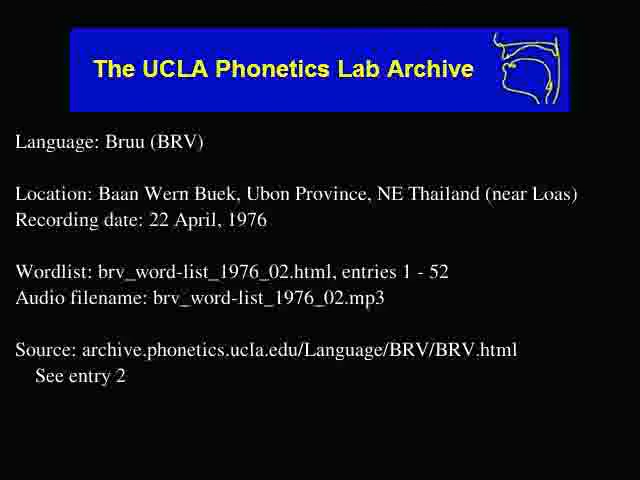 The UCLA Phonetics Lab Archive
Language: Bruu (BRV)
Location: Baan Wern Buek, Ubon Province, NE Thailand (near Loas)
Recording date: 22 April, 1976
Wordlist: brv_word-list_1976_02.html, entries 1 - 52
Audio filename: brv_word-list_1976_02.mp3
Source: archive.phonetics.ucla.edu/Language/BRV/BRV.html
See entry 2